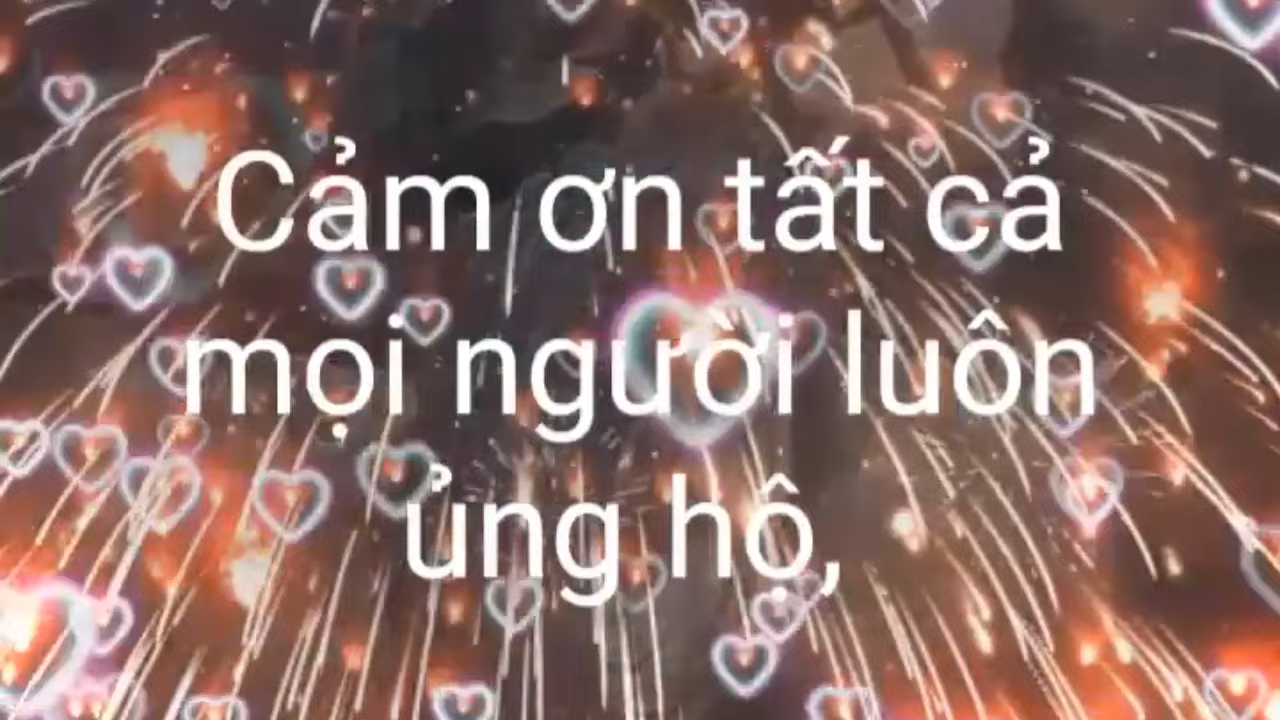 Cảm ơn tất cả
mọi người luôn
ủng hộ,